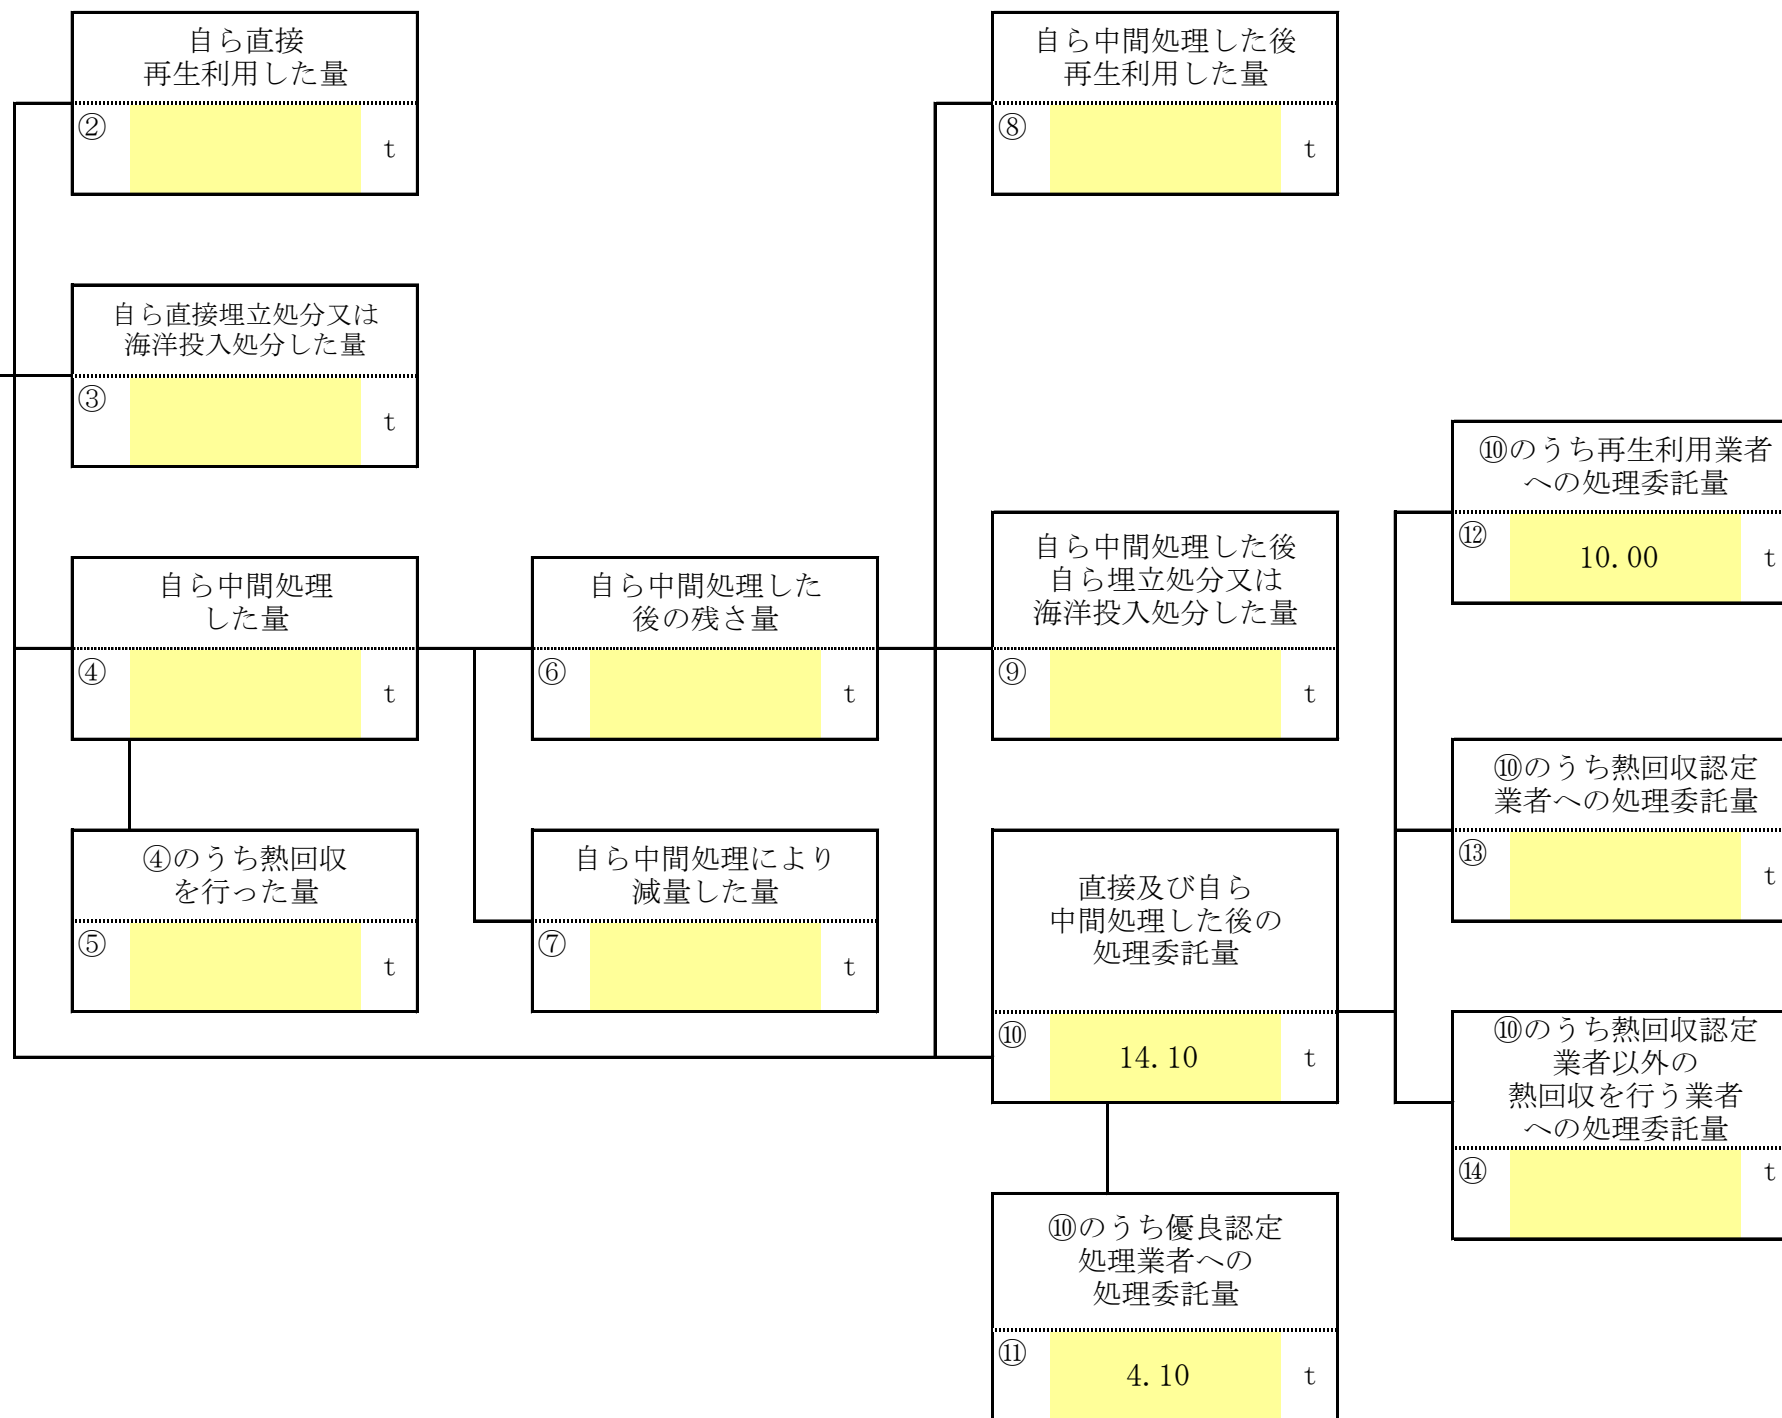 自ら直接
再生利用した量
②
t
自ら中間処理した後
再生利用した量
⑧
t
自ら直接埋立処分又は
海洋投入処分した量
③
t
⑩のうち再生利用業者
への処理委託量
⑫
10.00
t
自ら中間処理
した量
④
t
自ら中間処理した
後の残さ量
⑥
t
自ら中間処理した後
自ら埋立処分又は
海洋投入処分した量
⑨
t
⑩のうち熱回収認定
業者への処理委託量
⑬
t
④のうち熱回収
を行った量
⑤
t
自ら中間処理により
減量した量
⑦
t
直接及び自ら
中間処理した後の
処理委託量
⑩
14.10
t
⑩のうち熱回収認定
業者以外の
熱回収を行う業者
への処理委託量
⑭
t
⑩のうち優良認定
処理業者への
処理委託量
⑪
4.10
t